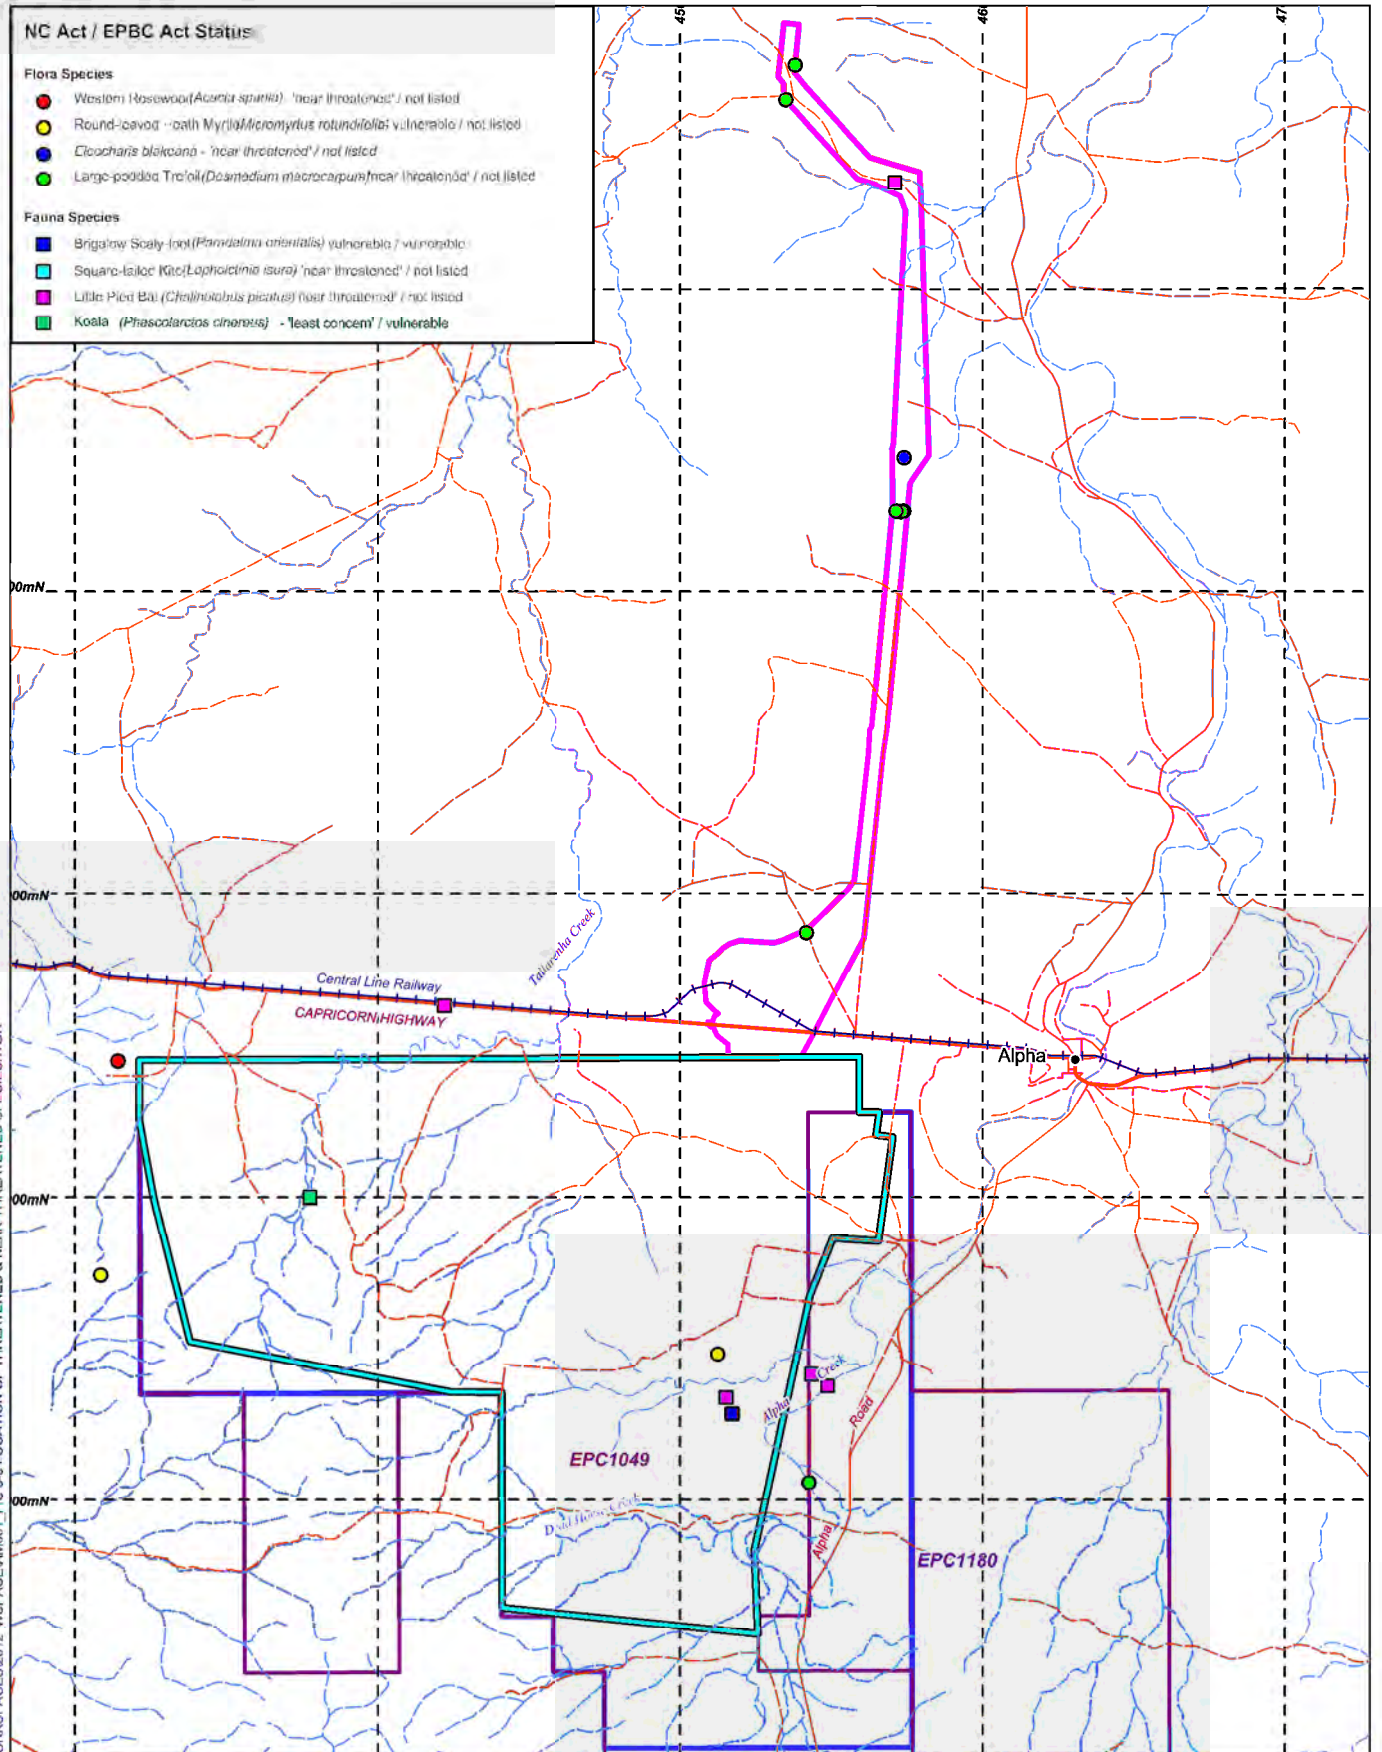 NC Act / EPBC Act Status
Flora Species
Western Rosewood (Acacia spania) 'near threatened' / not listed
Round-leaved Heath Myrtle Micromyrtus rotundifolia vulnerable / not listed
Eleocharis blakeana - 'near threatened' / not listed
Large-podded Trefoil (Desmodium macrocarpum) near threatened' / not listed
Fauna Species
Brigalow Scaly-foot (Paradelma orientalis) vulnerable / vulnerable
Square-tailed Kite (Lophoictinia isura) 'near threatened' / not listed
Little Pied Bat (Chalinolobus picatus) near threatened' / not listed
Koala (Phascolarctos cinereus) - 'least concern' / vulnerable
45
46
47
00mN
00mN
Tallarenha Creek
Central Line Railway
CAPRICORN HIGHWAY
Alpha
00mN
Alpha Creek
Road
EPC1049
00mN
Alpha
EPC1180